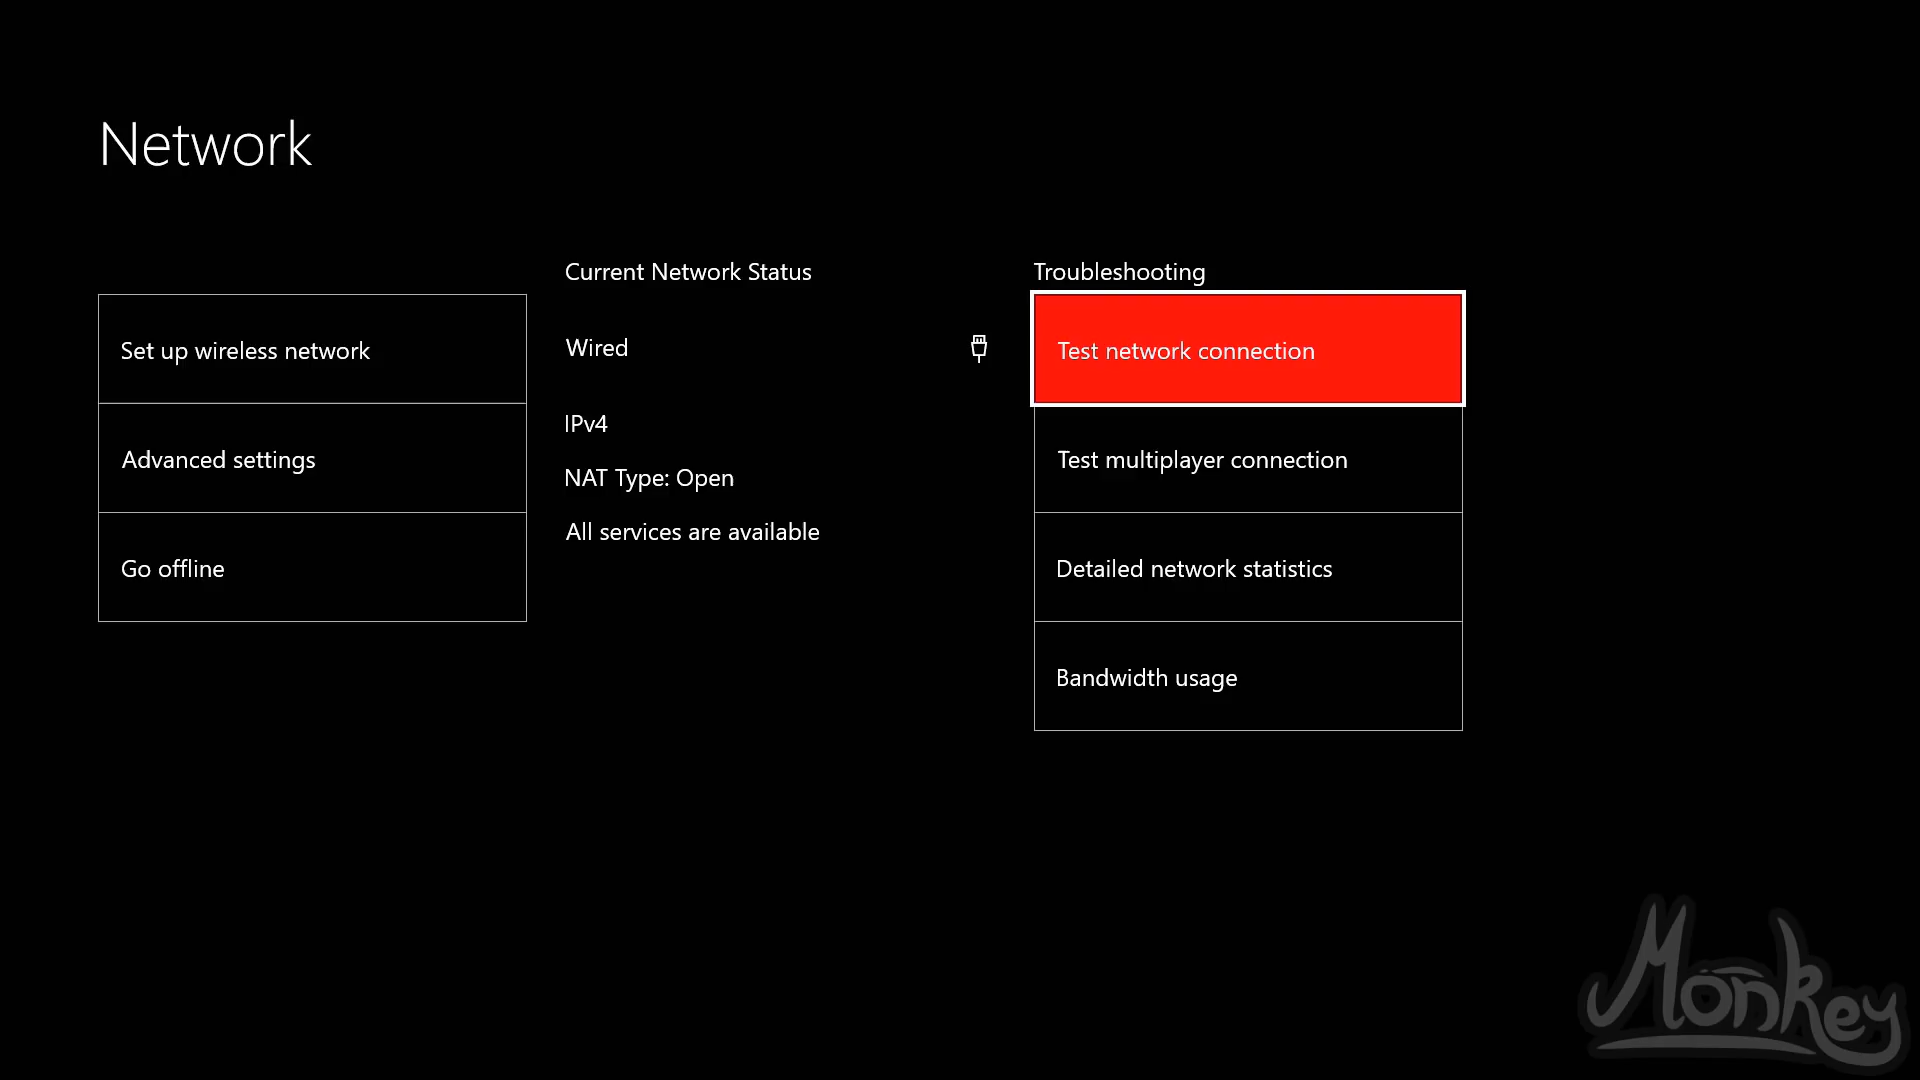 Network
Set up wireless network
Advanced settings
Go offline
Current Network Status
Wired
IPv4
NAT Type: Open
All services are available
Troubleshooting
Test network connection
Test multiplayer connection
Detailed network statistics
Bandwidth usage
Monkey